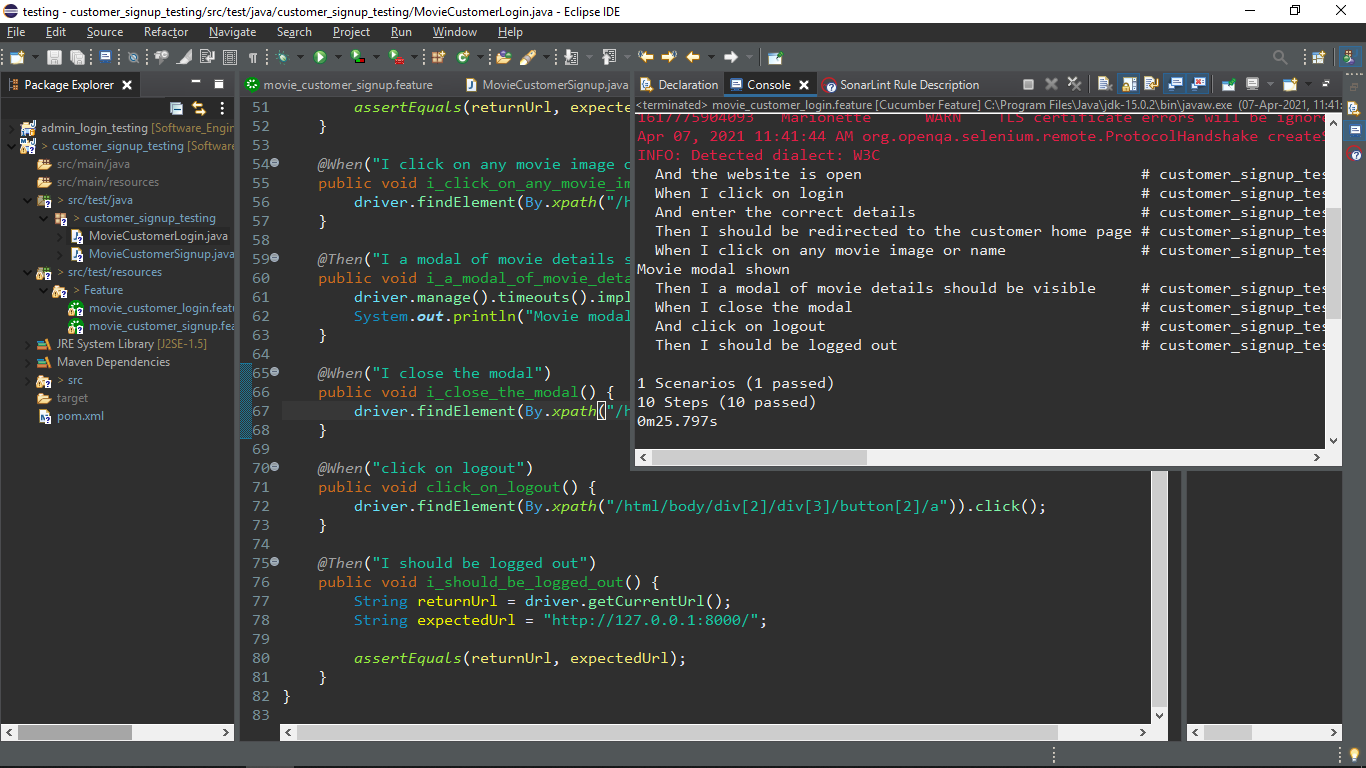 testing - customer_signup_testing/src/test/java/customer_signup_testing/MovieCustomerLogin.java - Eclipse IDE
File Edit Source Refactor Navigate Search Project Run Window Help
Package Explorer
admin_login_testing [Software_Engin
> customer_signup_testing [Software
src/main/java
src/main/resources
> src/test/java
> customer_signup_testing
MovieCustomerLogin.java
MovieCustomerSignup.java
> src/test/resources
> Feature
movie_customer_login.featu
movie_customer_signup.fea
JRE System Library [J2SE-1.5]
Maven Dependencies
> src
target
pom.xml
movie_customer_signup.feature MovieCustomerSignup.java
51 assertEquals(returnUrl, expecte
52 }
53
54 @When("I click on any movie image o
55 public void i_click_on_any_movie_im
56 driver.findElement(By.xpath("/h
57 }
58
59 @Then("I a modal of movie details s
60 public void i_a_modal_of_movie_deta
61 driver.manage().timeouts().impl
62 System.out.println("Movie modal
63 }
64
65 @When("I close the modal")
66 public void i_close_the_modal() {
67 driver.findElement(By.xpath("/h
68 }
69
70 @When("click on logout")
71 public void click_on_logout() {
72 driver.findElement(By.xpath("/html/body/div[2]/div[3]/button[2]/a")).click();
73 }
74
75 @Then("I should be logged out")
76 public void i_should_be_logged_out() {
77 String returnUrl = driver.getCurrentUrl();
78 String expectedUrl = "http://127.0.0.1:8000/";
79
80 assertEquals(returnUrl, expectedUrl);
81 }
82 }
83
Declaration Console SonarLint Rule Description
<terminated> movie_customer_login.feature [Cucumber Feature] C:\Program Files\Java\jdk-15.0.2\bin\javaw.exe (07-Apr-2021, 11:41:
1617775904093 Marionette WARN TLS certificate errors will be ignore
Apr 07, 2021 11:41:44 AM org.openqa.selenium.remote.ProtocolHandshake createS
INFO: Detected dialect: W3C
And the website is open # customer_signup_tes
When I click on login # customer_signup_tes
And enter the correct details # customer_signup_tes
Then I should be redirected to the customer home page # customer_signup_tes
When I click on any movie image or name # customer_signup_tes
Movie modal shown
Then I a modal of movie details should be visible # customer_signup_tes
When I close the modal # customer_signup_tes
And click on logout # customer_signup_tes
Then I should be logged out # customer_signup_tes
1 Scenarios (1 passed)
10 Steps (10 passed)
0m25.797s